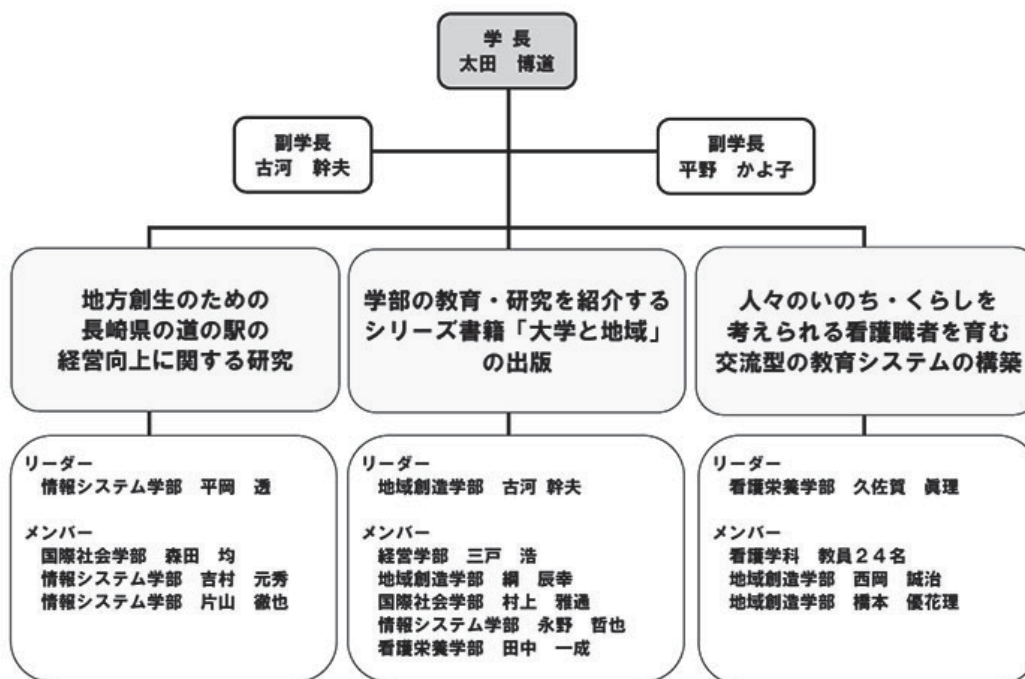 学 長
太田　博道
副学長
古河　幹夫
副学長
平野　かよ子
地方創生のための
長崎県の道の駅の
経営向上に関する研究
学部の教育・研究を紹介する
シリーズ書籍「大学と地域」
の出版
人々のいのち・くらしを
考えられる看護職者を育む
交流型の教育システムの構築
リーダー
情報システム学部　平岡　透
メンバー
国際社会学部　森田　均
情報システム学部　吉村　元秀
情報システム学部　片山　徹也
リーダー
地域創造学部　古河 幹夫
メンバー
経営学部　三戸　浩
地域創造学部　綱　辰幸
国際社会学部　村上　雅通
情報システム学部　永野　哲也
看護栄養学部　田中　一成
リーダー
看護栄養学部　久佐賀　眞理
メンバー
看護学科　教員２４名
地域創造学部　西岡　誠治
地域創造学部　橋本　優花理